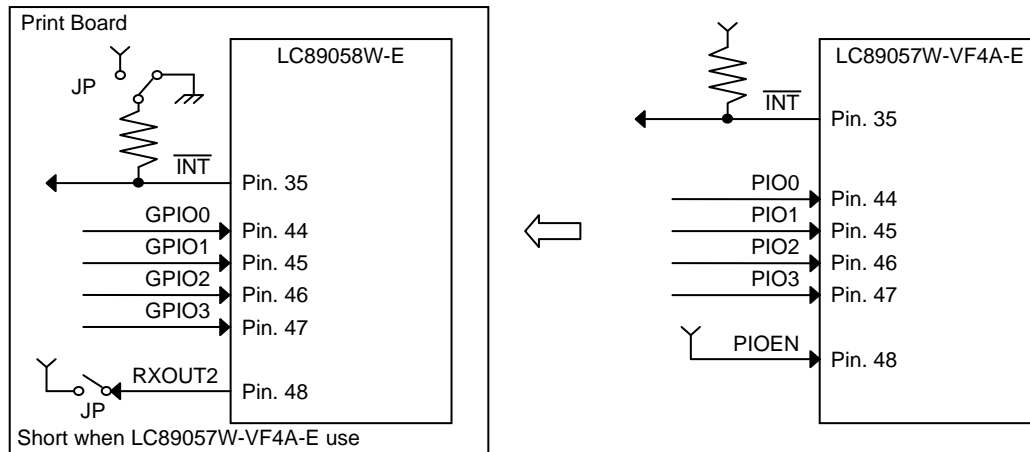 Print Board
LC89058W-E
JP
INT
Pin. 35
GPIO0
Pin. 44
GPIO1
Pin. 45
GPIO2
Pin. 46
GPIO3
Pin. 47
RXOUT2
Pin. 48
JP
Short when LC89057W-VF4A-E use
LC89057W-VF4A-E
INT
Pin. 35
PIO0
Pin. 44
PIO1
Pin. 45
PIO2
Pin. 46
PIO3
Pin. 47
PIOEN
Pin. 48